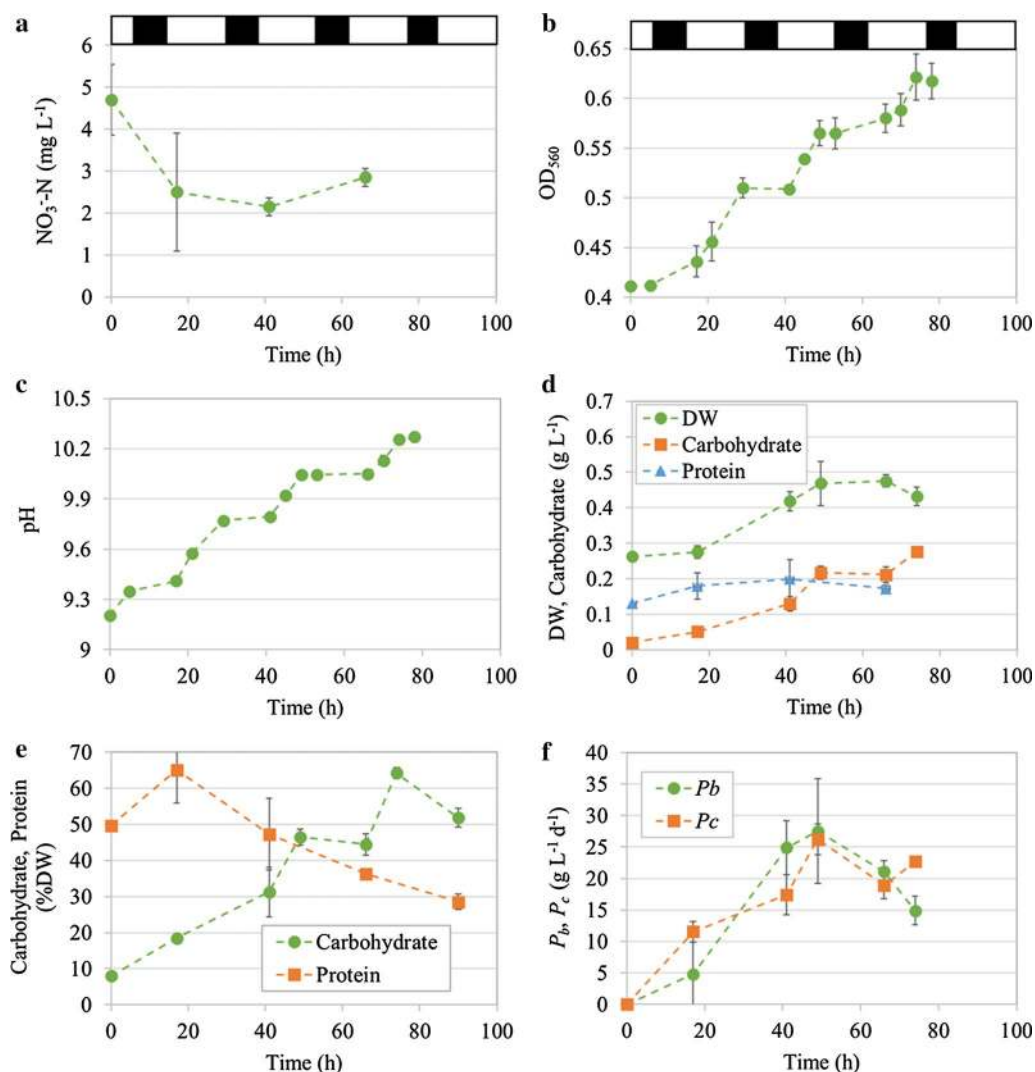 a
6
5
4
3
2
1
0
NO₃--N (mg L⁻¹)
0 20 40 60 80 100
Time (h)
b
0.65
0.6
0.55
0.5
0.45
0.4
OD₅₆₀
0 20 40 60 80 100
Time (h)
c
10.5
10.2
9.9
9.6
9.3
9
pH
0 20 40 60 80 100
Time (h)
d
0.7
0.6
0.5
0.4
0.3
0.2
0.1
0
DW, Carbohydrate (g L⁻¹)
DW
Carbohydrate
Protein
0 20 40 60 80 100
Time (h)
e
70
60
50
40
30
20
10
0
Carbohydrate, Protein
(%DW)
Carbohydrate
Protein
0 20 40 60 80 100
Time (h)
f
40
35
30
25
20
15
10
5
0
P_b, P_c (g L⁻¹ d⁻¹)
Pb
Pc
0 20 40 60 80 100
Time (h)